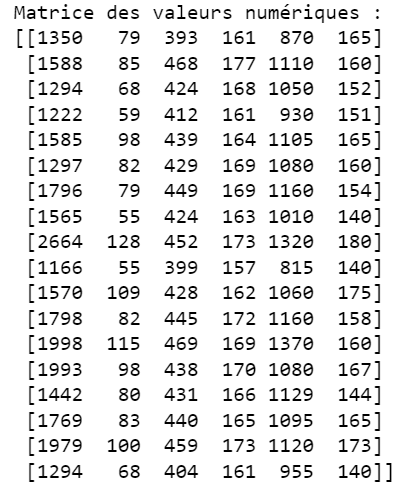 Matrice des valeurs numériques :
[[1350 79 393 161 870 165]
[1588 85 468 177 1110 160]
[1294 68 424 168 1050 152]
[1222 59 412 161 930 151]
[1585 98 439 164 1105 165]
[1297 82 429 169 1080 160]
[1796 79 449 169 1160 154]
[1565 55 424 163 1010 140]
[2664 128 452 173 1320 180]
[1166 55 399 157 815 140]
[1570 109 428 162 1060 175]
[1798 82 445 172 1160 158]
[1998 115 469 169 1370 160]
[1993 98 438 170 1080 167]
[1442 80 431 166 1129 144]
[1769 83 440 165 1095 165]
[1979 100 459 173 1120 173]
[1294 68 404 161 955 140]]